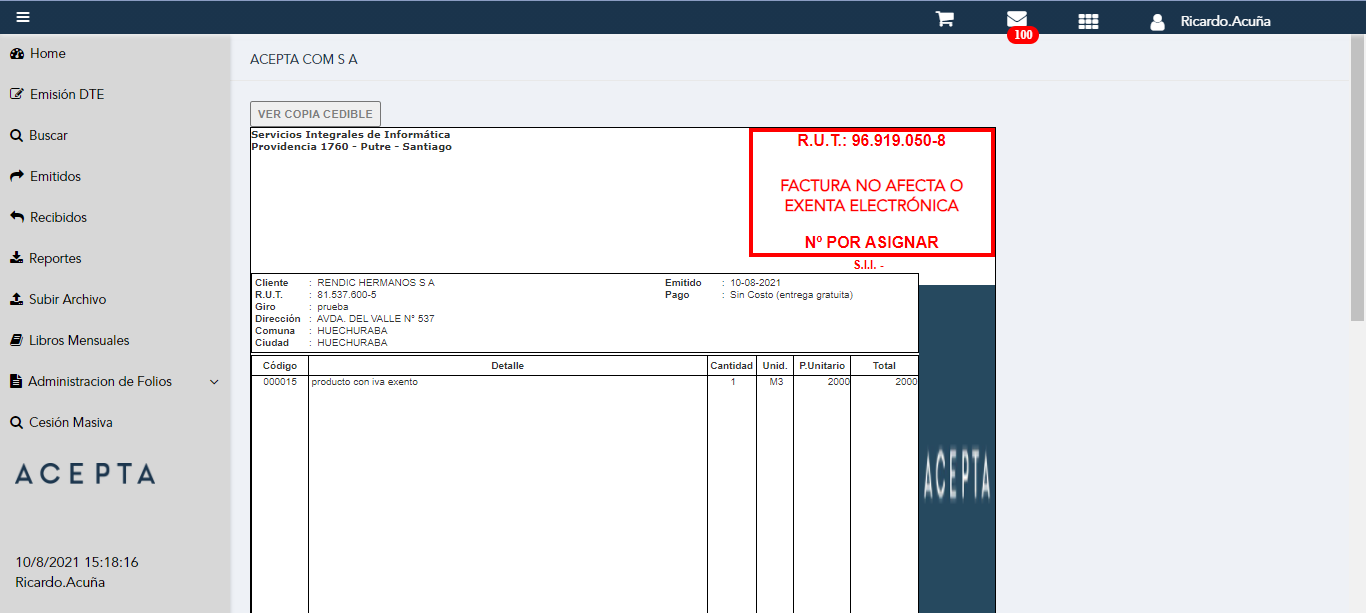 Ricardo.Acuña
100
Home
Emisión DTE
Buscar
Emitidos
Recibidos
Reportes
Subir Archivo
Libros Mensuales
Administracion de Folios
Cesión Masiva
ACEPTA
10/8/2021 15:18:16
Ricardo.Acuña
ACEPTA COM S A
VER COPIA CEDIBLE
Servicios Integrales de Informática
Providencia 1760 - Putre - Santiago
R.U.T.: 96.919.050-8
FACTURA NO AFECTA O
EXENTA ELECTRÓNICA
Nº POR ASIGNAR
S.I.I. -
Cliente : RENDIC HERMANOS S A Emitido : 10-08-2021
R.U.T. : 81.537.600-5 Pago : Sin Costo (entrega gratuita)
Giro : prueba
Dirección : AVDA. DEL VALLE N° 537
Comuna : HUECHURABA
Ciudad : HUECHURABA
Código Detalle Cantidad Unid. P.Unitario Total
000015 producto con iva exento 1 M3 2000 2000
ACEPTA